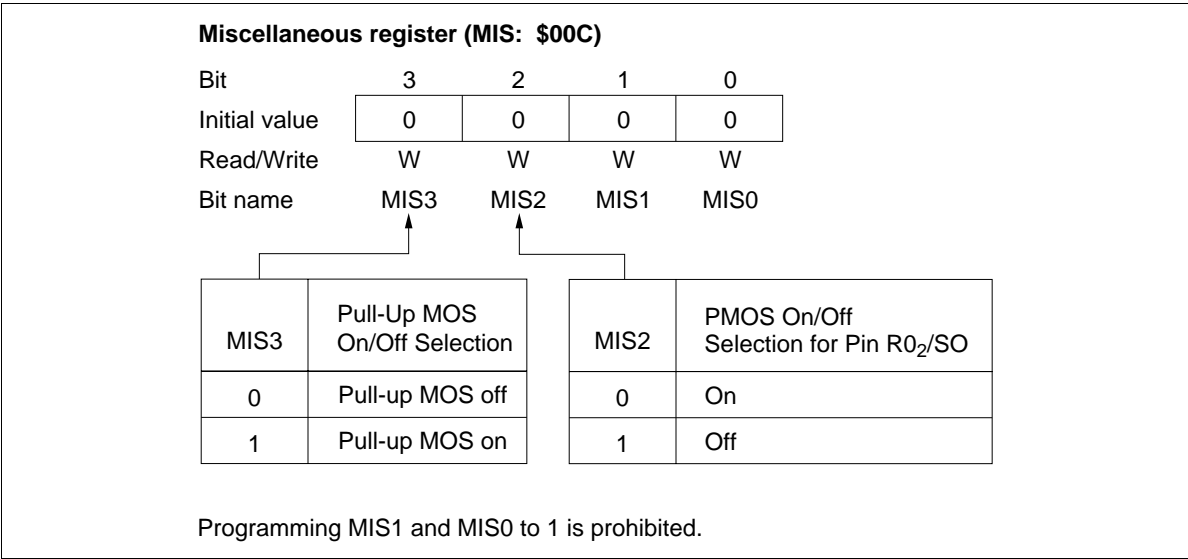 Miscellaneous register (MIS: $00C)
Bit 3 2 1 0
Initial value 0 0 0 0
Read/Write W W W W
Bit name MIS3 MIS2 MIS1 MIS0
MIS3 Pull-Up MOS On/Off Selection
0 Pull-up MOS off
1 Pull-up MOS on
MIS2 PMOS On/Off Selection for Pin R0₂/SO
0 On
1 Off
Programming MIS1 and MIS0 to 1 is prohibited.